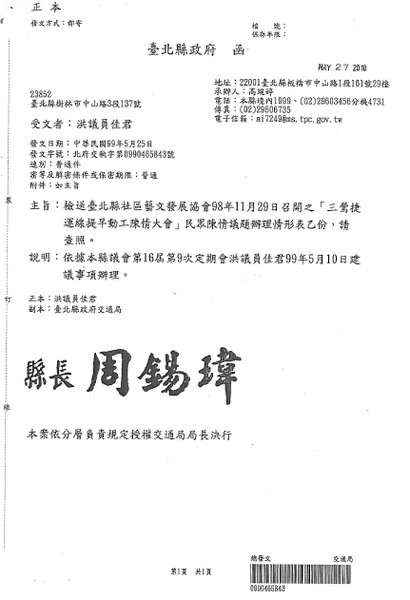 正本
發文方式：郵寄
檔　號：
保存年限：
臺北縣政府　函
MAY 27 2010
地址：22001臺北縣板橋市中山路1段161號29樓
承辦人：高琬婷
電話：本縣境內1999、(02)29603456分機4731
傳真：(02)29606735
電子信箱：ai7249@ms.tpc.gov.tw
23852
臺北縣樹林市中山路3段137號
受文者：洪議員佳君
發文日期：中華民國99年5月25日
發文字號：北府交執字第0990465843號
速別：普通件
密等及解密條件或保密期限：普通
附件：如主旨
主旨：檢送臺北縣社區藝文發展協會98年11月29日召開之「三鶯捷
運線提早動工陳情大會」民眾陳情議題辦理情形表乙份，請
查照。
說明：依據本縣議會第16屆第9次定期會洪議員佳君99年5月10日建
議事項辦理。
正本：洪議員佳君
副本：臺北縣政府交通局
裝
訂
線
縣長 周錫瑋
本案依分層負責規定授權交通局局長決行
第1頁　共1頁
總發文　交通局
0990465843